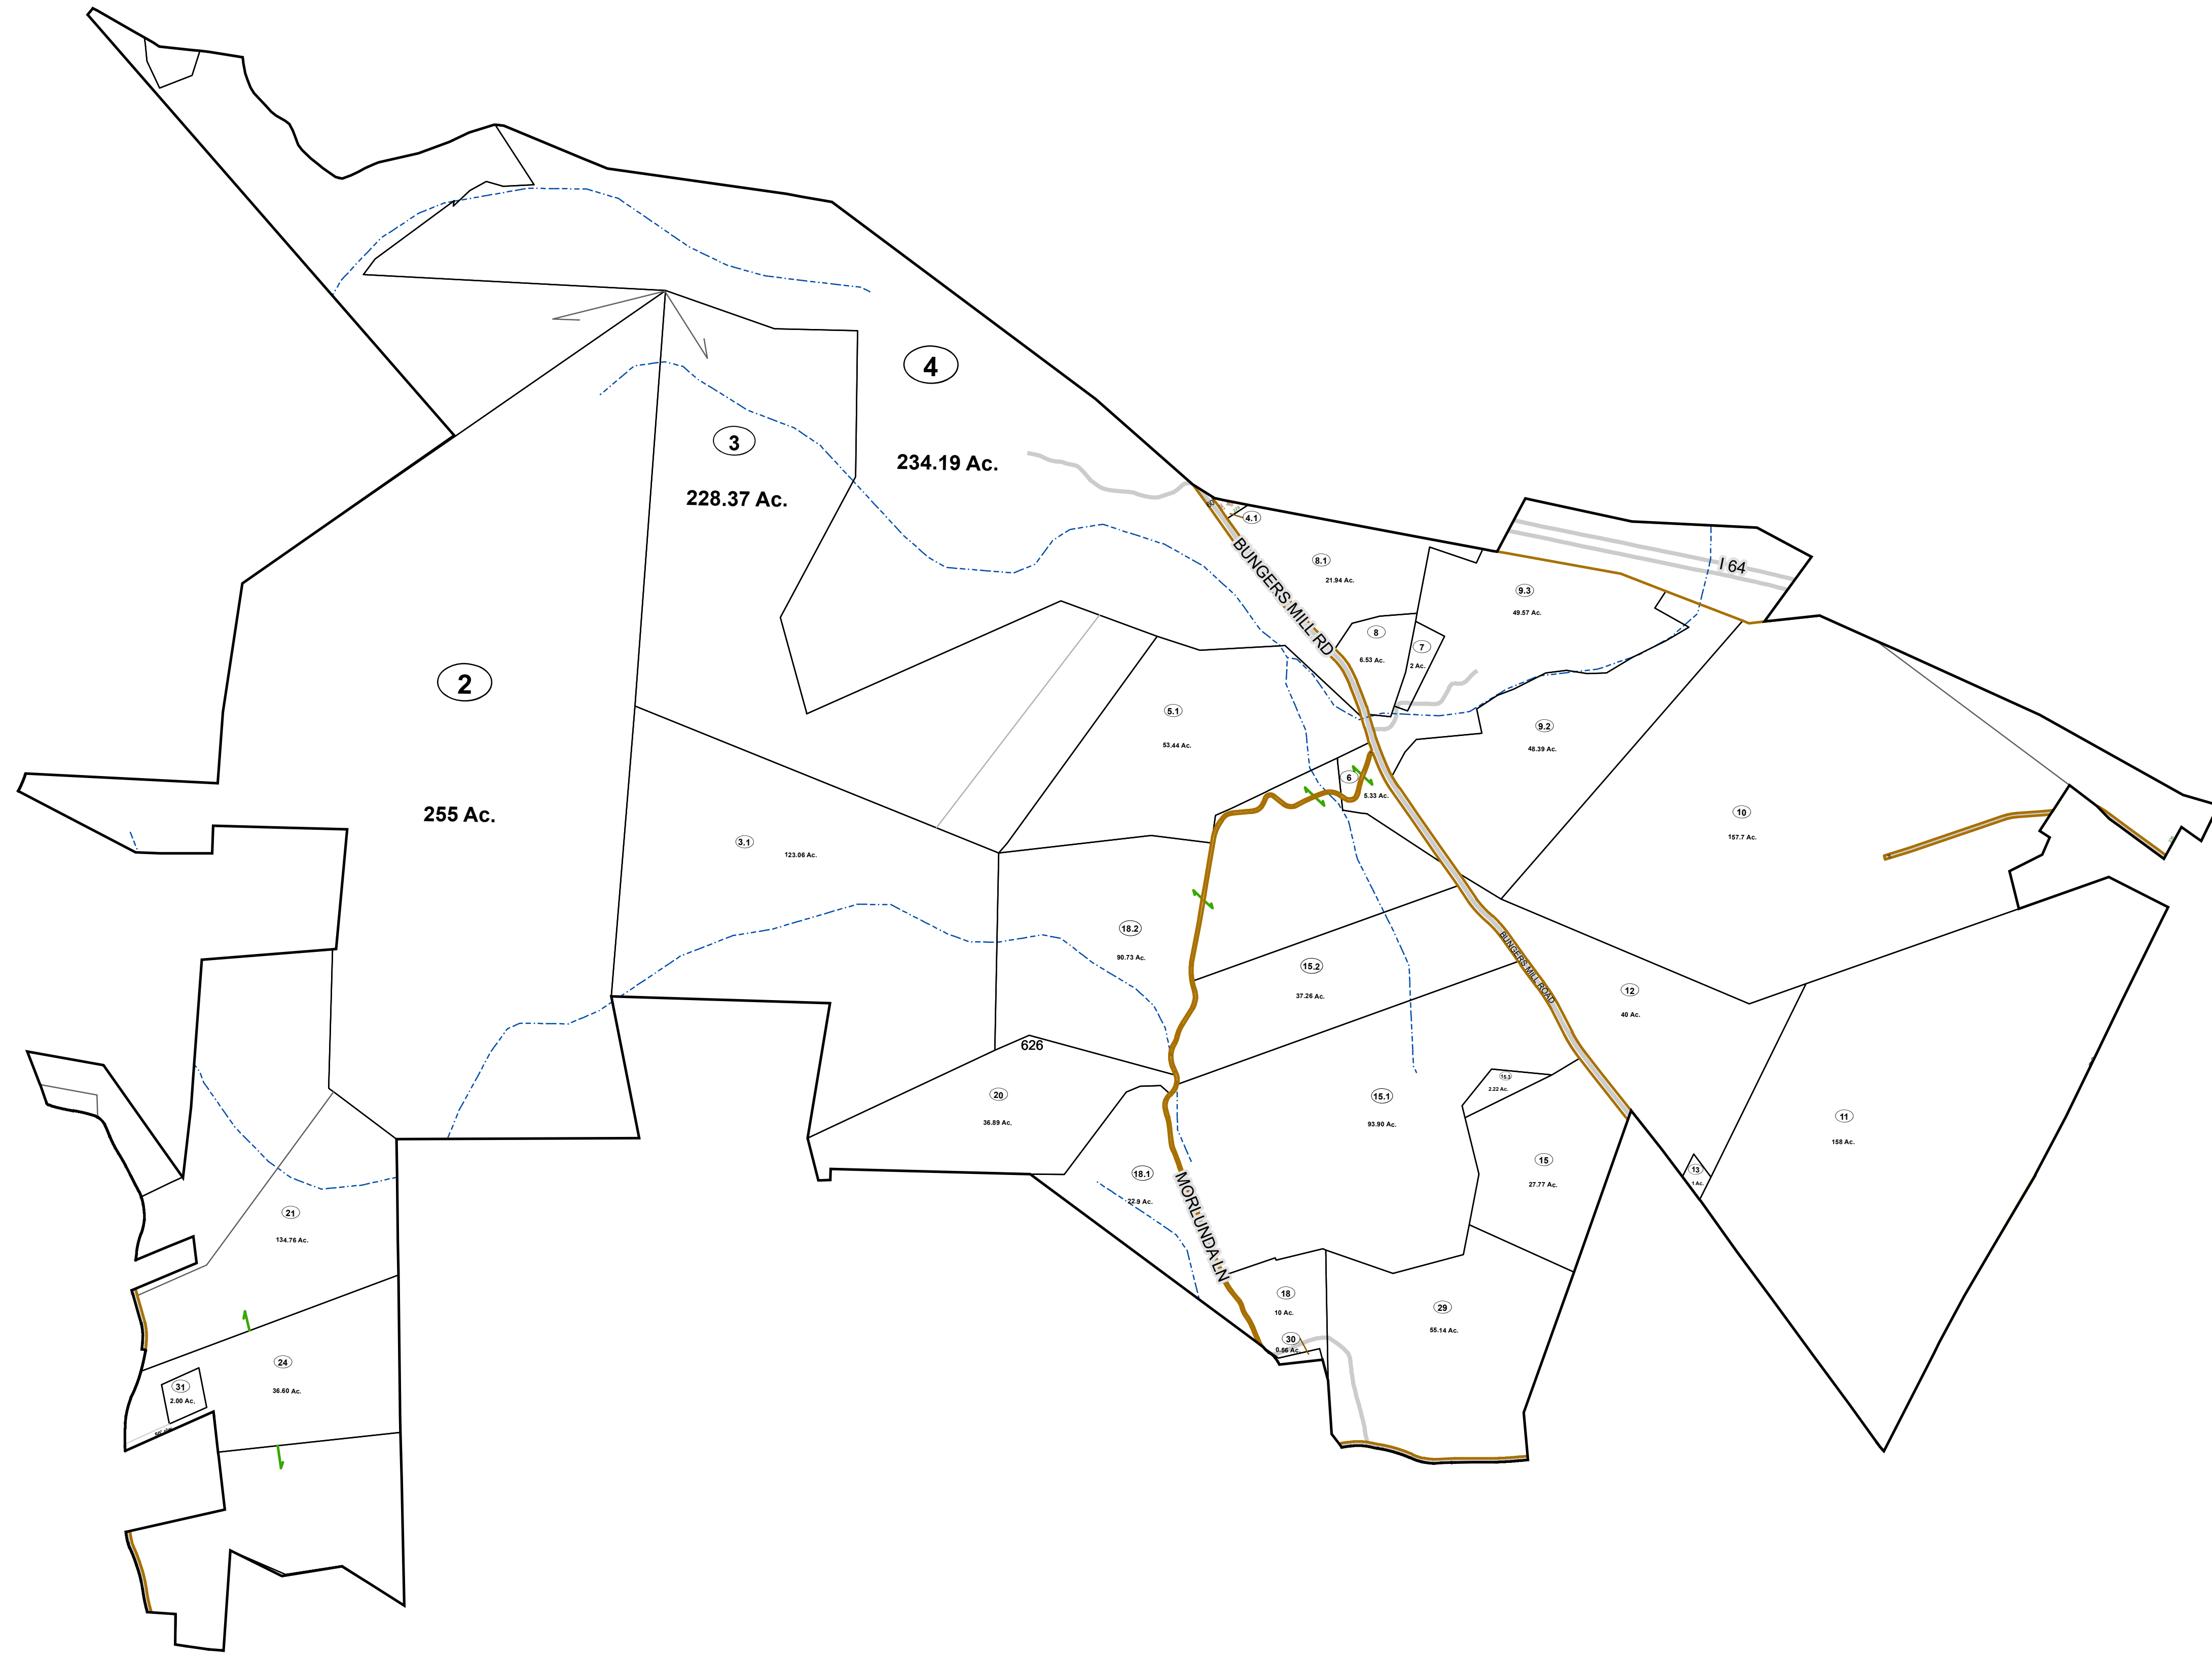 4
3
234.19 Ac.
228.37 Ac.
4.1
BUNGERS MILL RD
8.1
21.94 Ac.
I 64
9.3
49.57 Ac.
8
6.53 Ac.
7
2 Ac.
2
255 Ac.
5.1
53.44 Ac.
9.2
48.39 Ac.
6
5.33 Ac.
10
157.7 Ac.
3.1
123.06 Ac.
18.2
90.73 Ac.
15.2
37.26 Ac.
BUNGERS MILL ROAD
12
40 Ac.
626
20
36.89 Ac.
15.3
2.22 Ac.
15.1
93.90 Ac.
11
158 Ac.
15
27.77 Ac.
13
1 Ac.
18.1
22.9 Ac.
MORLUNDA LN
21
134.76 Ac.
18
10 Ac.
29
55.14 Ac.
30
0.66 Ac.
24
36.60 Ac.
31
2.00 Ac.